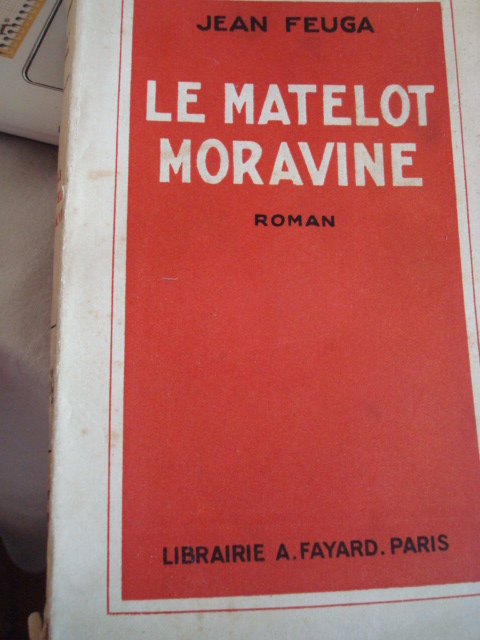 JEAN FEUGA
LE MATELOT
MORAVINE
ROMAN
LIBRAIRIE A. FAYARD. PARIS